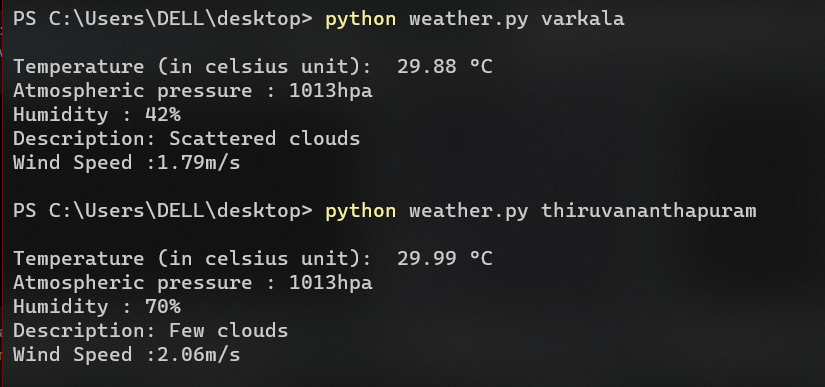 PS C:\Users\DELL\desktop> python weather.py varkala
Temperature (in celsius unit):  29.88 °C
Atmospheric pressure : 1013hpa
Humidity : 42%
Description: Scattered clouds
Wind Speed :1.79m/s
PS C:\Users\DELL\desktop> python weather.py thiruvananthapuram
Temperature (in celsius unit):  29.99 °C
Atmospheric pressure : 1013hpa
Humidity : 70%
Description: Few clouds
Wind Speed :2.06m/s